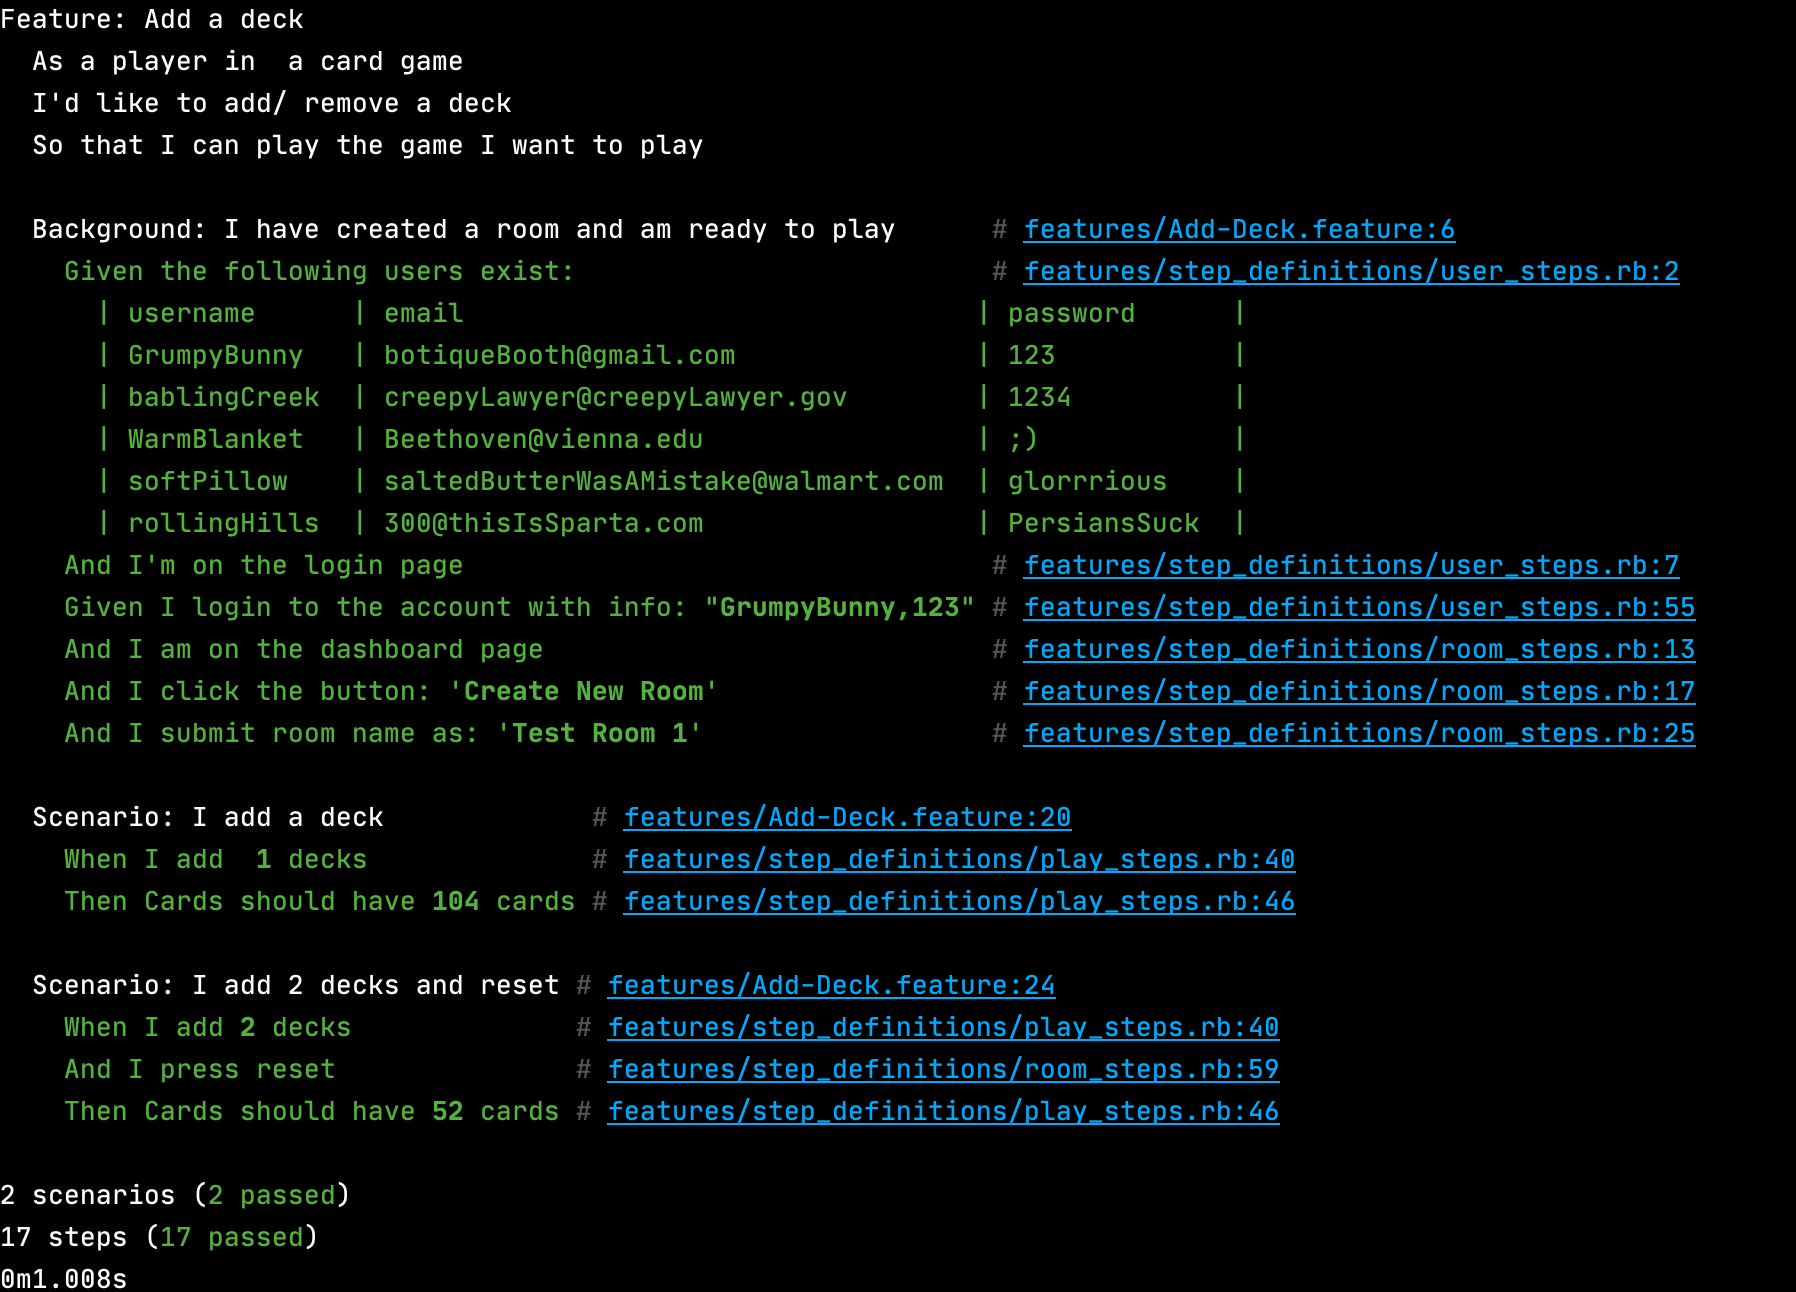 Feature: Add a deck
  As a player in  a card game
  I'd like to add/ remove a deck
  So that I can play the game I want to play

  Background: I have created a room and am ready to play      # features/Add-Deck.feature:6
    Given the following users exist:                          # features/step_definitions/user_steps.rb:2
      | username      | email                                 | password      |
      | GrumpyBunny   | botiqueBooth@gmail.com                | 123           |
      | bablingCreek  | creepyLawyer@creepyLawyer.gov         | 1234          |
      | WarmBlanket   | Beethoven@vienna.edu                  | ;)            |
      | softPillow    | saltedButterWasAMistake@walmart.com   | glorrrious    |
      | rollingHills  | 300@thisIsSparta.com                  | PersiansSuck  |
    And I'm on the login page                                 # features/step_definitions/user_steps.rb:7
    Given I login to the account with info: "GrumpyBunny,123" # features/step_definitions/user_steps.rb:55
    And I am on the dashboard page                            # features/step_definitions/room_steps.rb:13
    And I click the button: 'Create New Room'                 # features/step_definitions/room_steps.rb:17
    And I submit room name as: 'Test Room 1'                  # features/step_definitions/room_steps.rb:25

  Scenario: I add a deck             # features/Add-Deck.feature:20
    When I add  1 decks              # features/step_definitions/play_steps.rb:40
    Then Cards should have 104 cards # features/step_definitions/play_steps.rb:46

  Scenario: I add 2 decks and reset # features/Add-Deck.feature:24
    When I add 2 decks              # features/step_definitions/play_steps.rb:40
    And I press reset               # features/step_definitions/room_steps.rb:59
    Then Cards should have 52 cards # features/step_definitions/play_steps.rb:46

2 scenarios (2 passed)
17 steps (17 passed)
0m1.008s